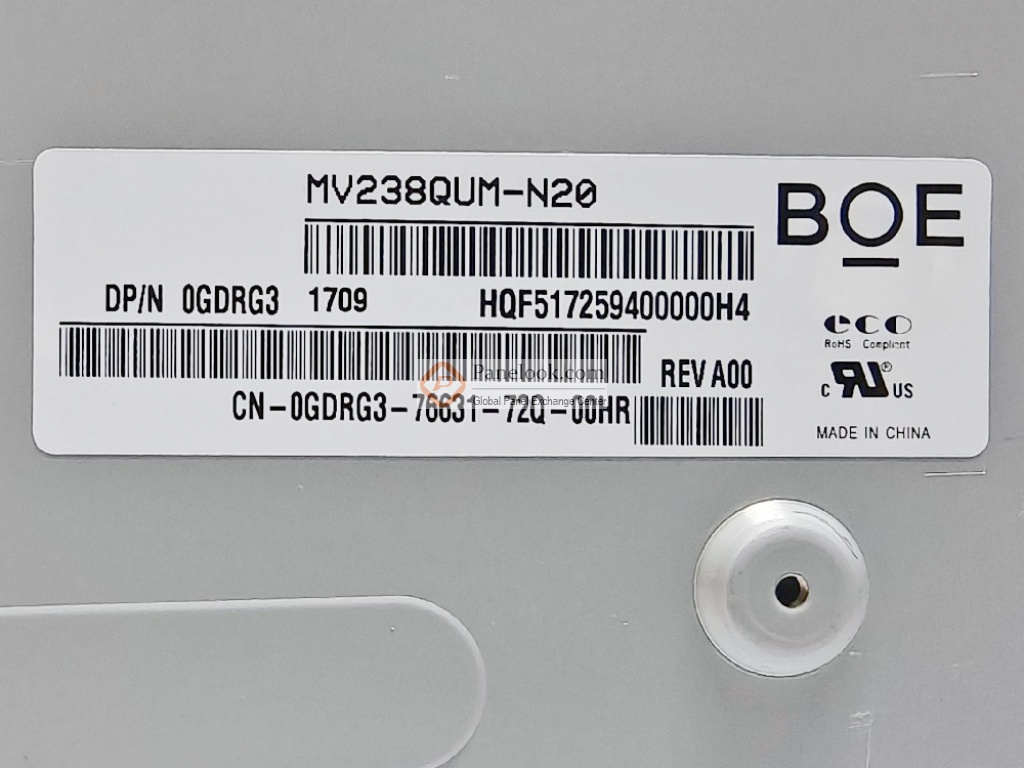 MV238QUM-N20
BOE
DP/N 0GDRG3 1709 HQF517259400000H4
eco
RoHS Compliant
Panelook.com
Global Panel Exchange Center
REV A00
c RU ® US
CN-0GDRG3-76631-72Q-00HR
MADE IN CHINA